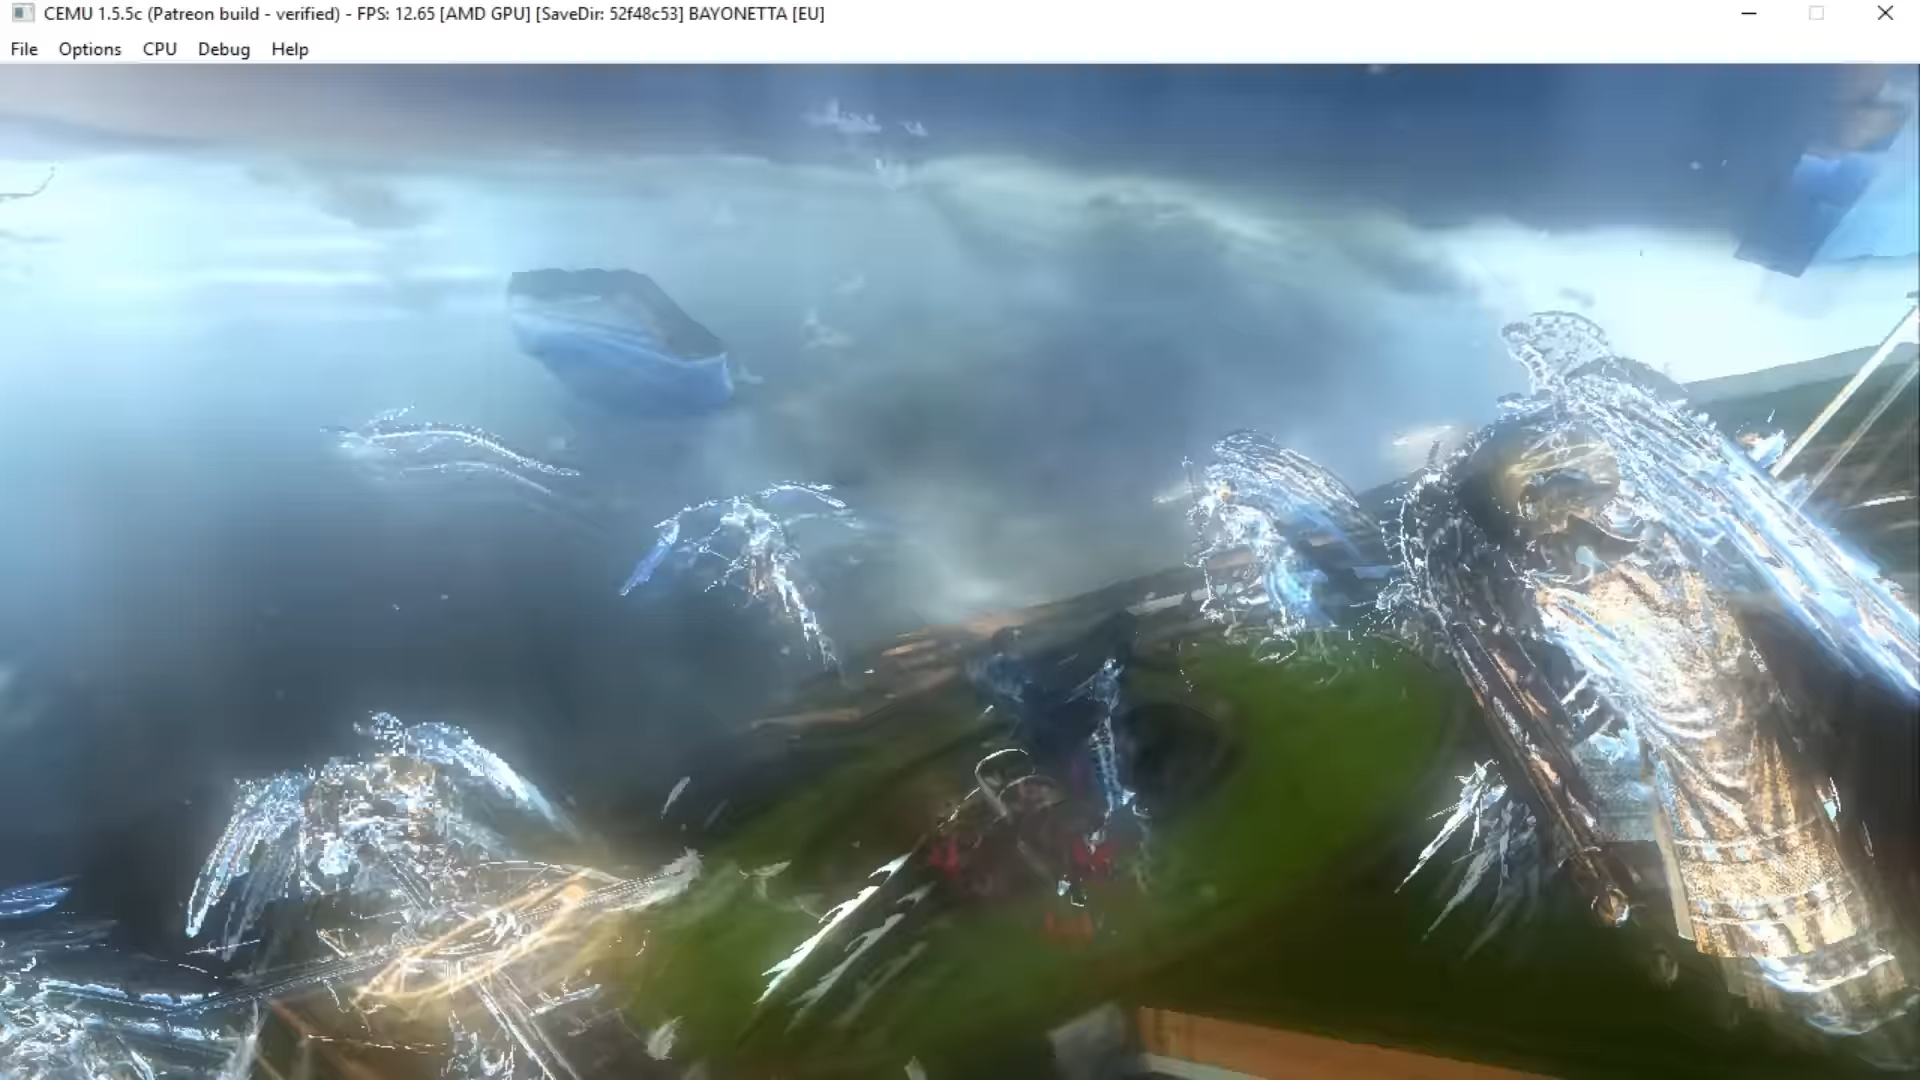 CEMU 1.5.5c (Patreon build - verified) - FPS: 12.65 [AMD GPU] [SaveDir: 52f48c53] BAYONETTA [EU]
File Options CPU Debug Help